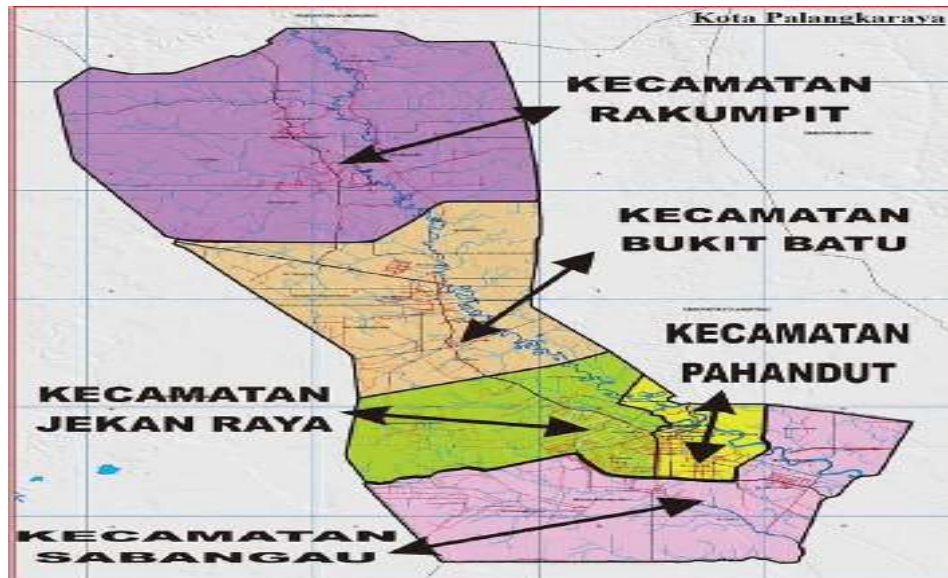 Kota Palangkaraya
KECAMATAN
RAKUMPIT
KECAMATAN
BUKIT BATU
KECAMATAN
PAHANDUT
KECAMATAN
JEKAN RAYA
KECAMATAN
SABANGAU